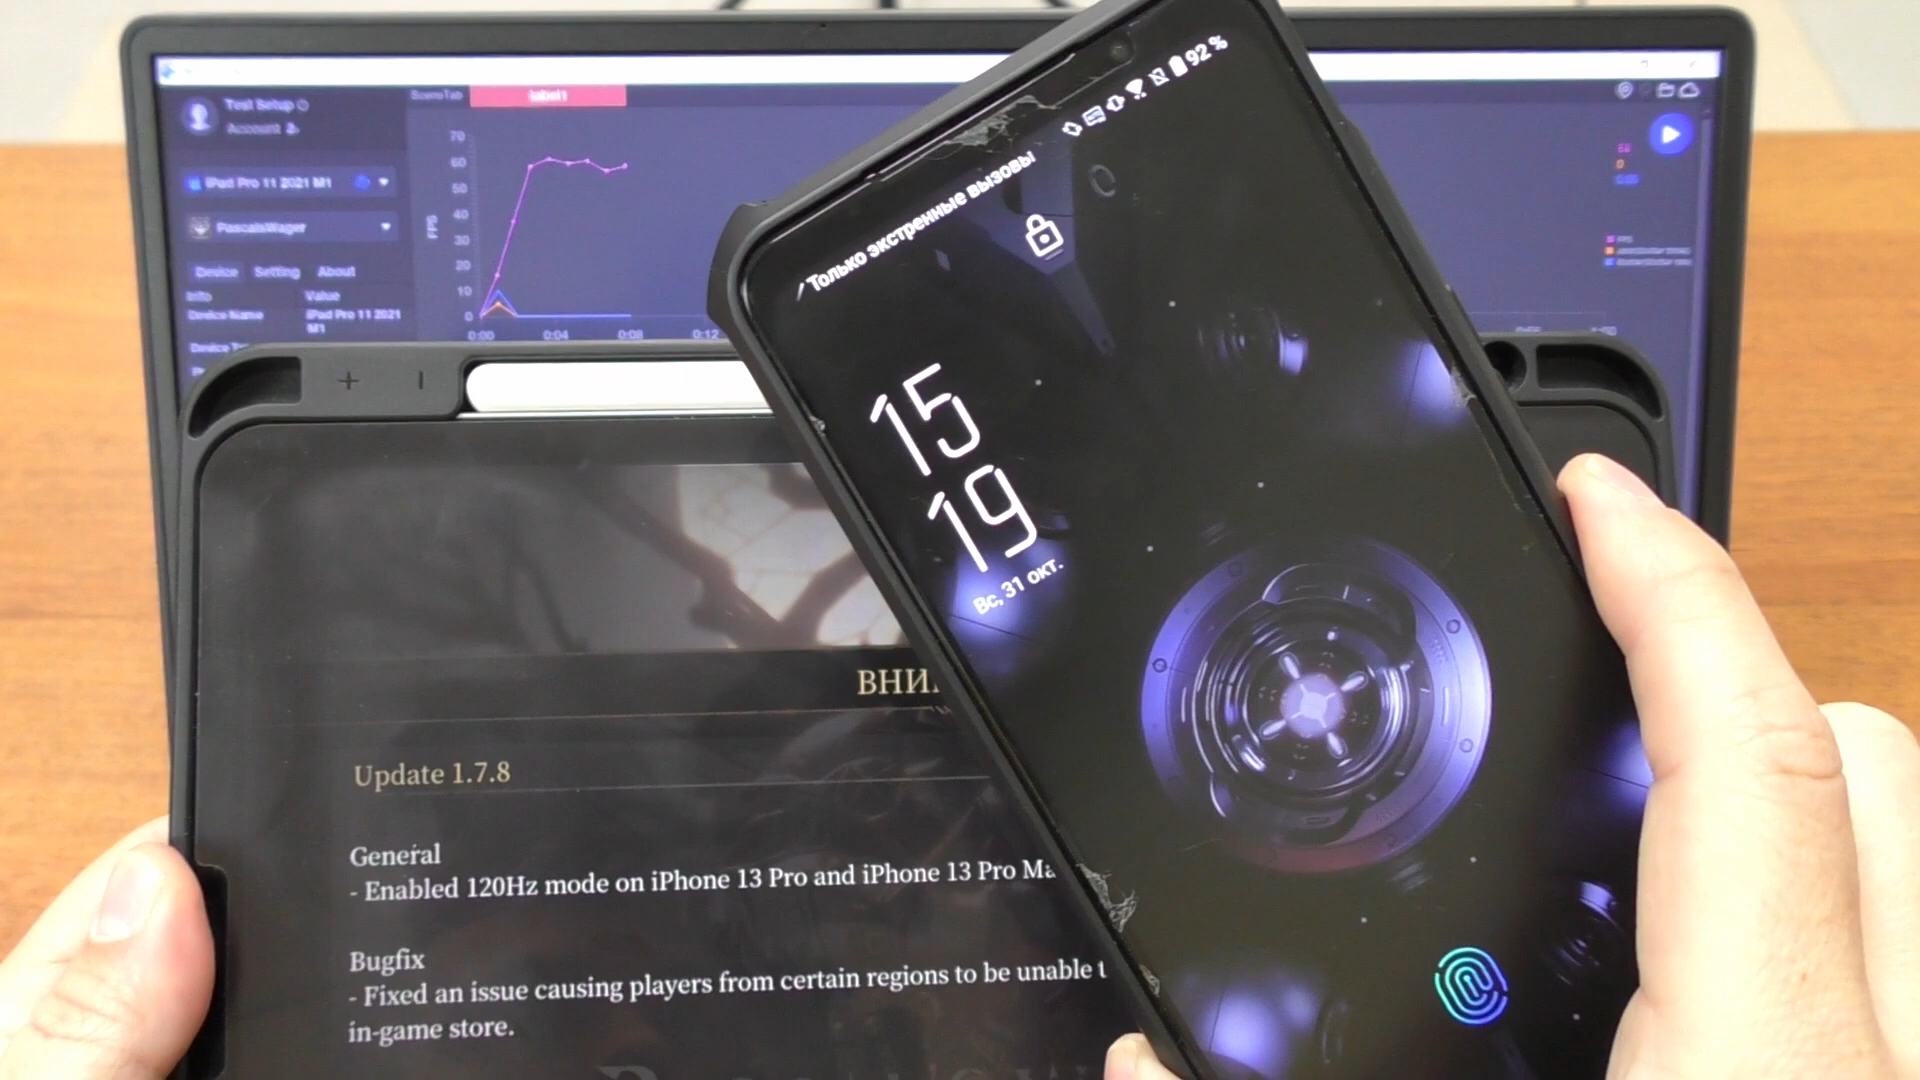 Test Setup
Account
SceneTab
label1
iPad Pro 11 2021 M1
PascalsWager
Device Setting About
Info Value
Device Name iPad Pro 11 2021 M1
FPS
70
60
50
40
30
20
10
0
0:00 0:04 0:08 0:12
92 %
Только экстренные вызовы
15
19
Вс, 31 окт.
Update 1.7.8
General
- Enabled 120Hz mode on iPhone 13 Pro and iPhone 13 Pro
Bugfix
- Fixed an issue causing players from certain regions to be unable
in-game store.